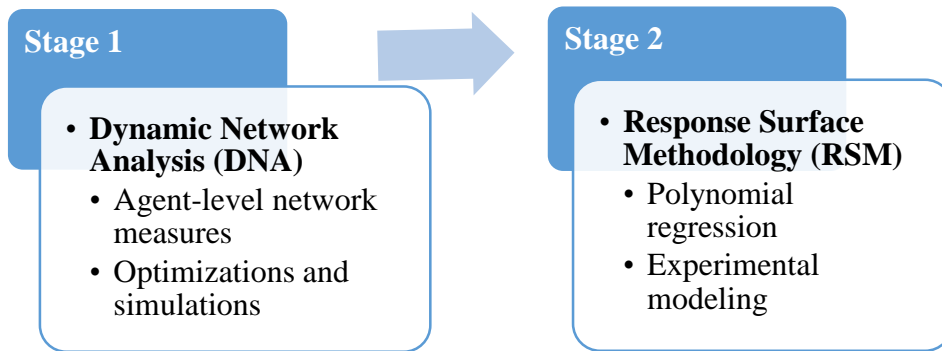 Stage 1
• Dynamic Network
Analysis (DNA)
• Agent-level network
measures
• Optimizations and
simulations
Stage 2
• Response Surface
Methodology (RSM)
• Polynomial
regression
• Experimental
modeling